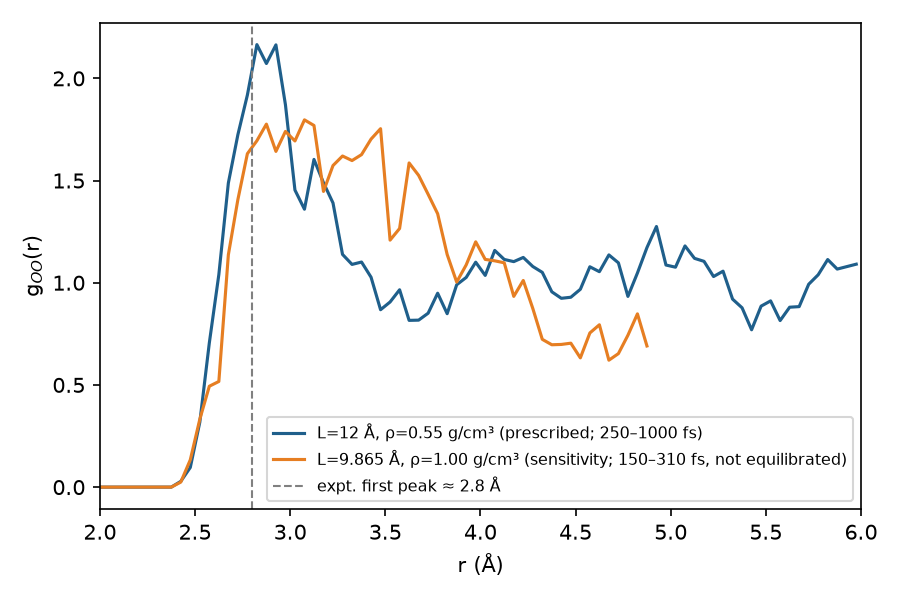 2.0
1.5
1.0
0.5
0.0
g_OO(r)
L=12 Å, ρ=0.55 g/cm³ (prescribed; 250–1000 fs)
L=9.865 Å, ρ=1.00 g/cm³ (sensitivity; 150–310 fs, not equilibrated)
expt. first peak ≈ 2.8 Å
2.0 2.5 3.0 3.5 4.0 4.5 5.0 5.5 6.0
r (Å)